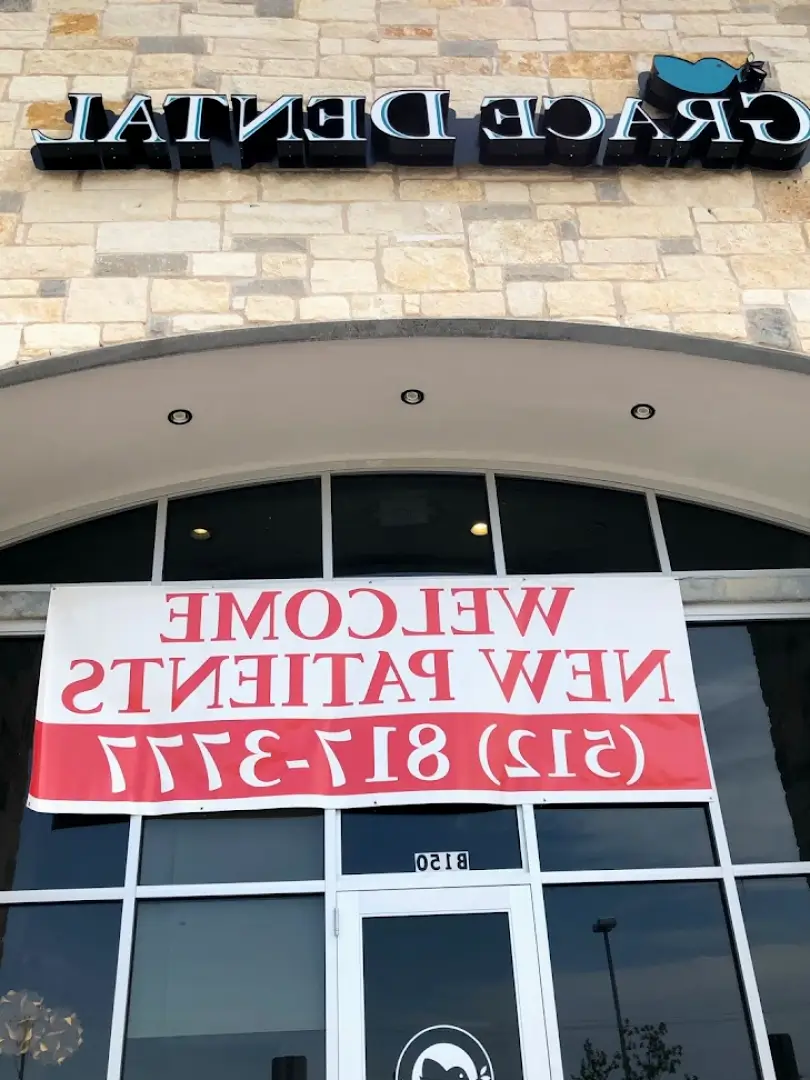 GRACE DENTAL
WELCOME
NEW PATIENTS
(512) 817-3777
B150